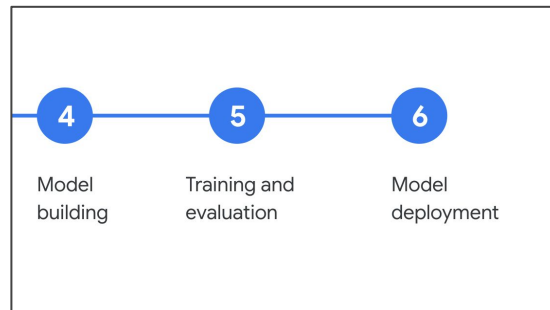 4
5
6
Model
building
Training and
evaluation
Model
deployment